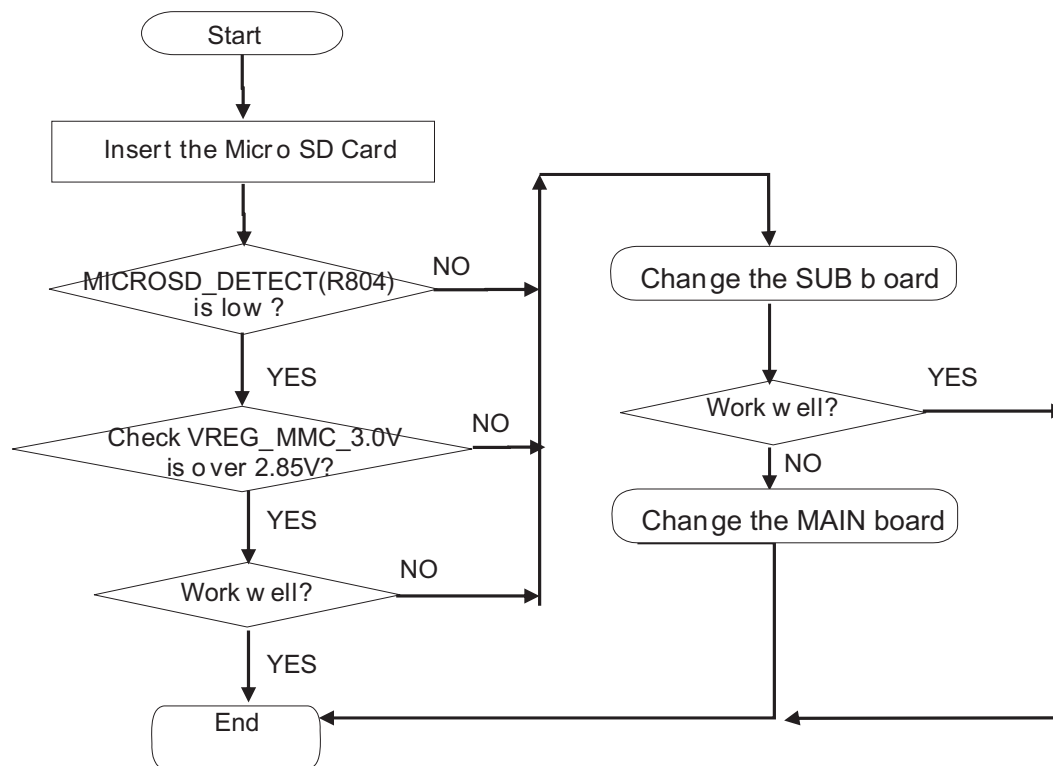 Start
Insert the Micro SD Card
MICROSD_DETECT(R804)
is low ?
NO
YES
Check VREG_MMC_3.0V
is over 2.85V?
NO
YES
Work well?
NO
YES
End
Change the SUB b oard
Work well?
YES
NO
Change the MAIN board